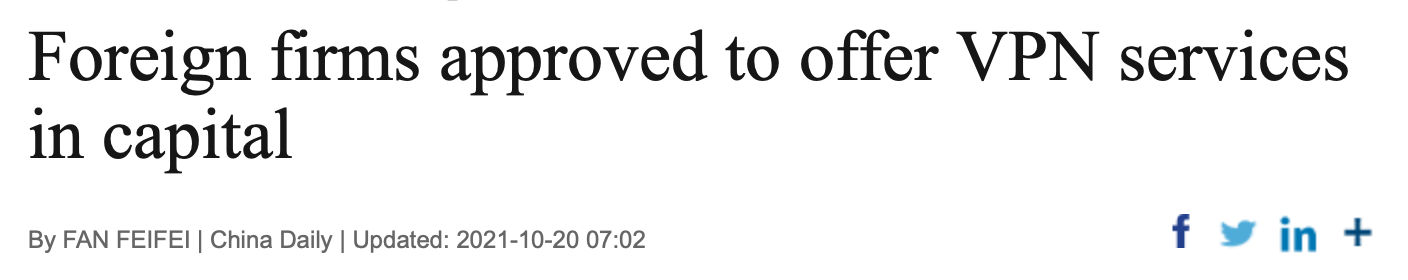 Foreign firms approved to offer VPN services
in capital
By FAN FEIFEI | China Daily | Updated: 2021-10-20 07:02